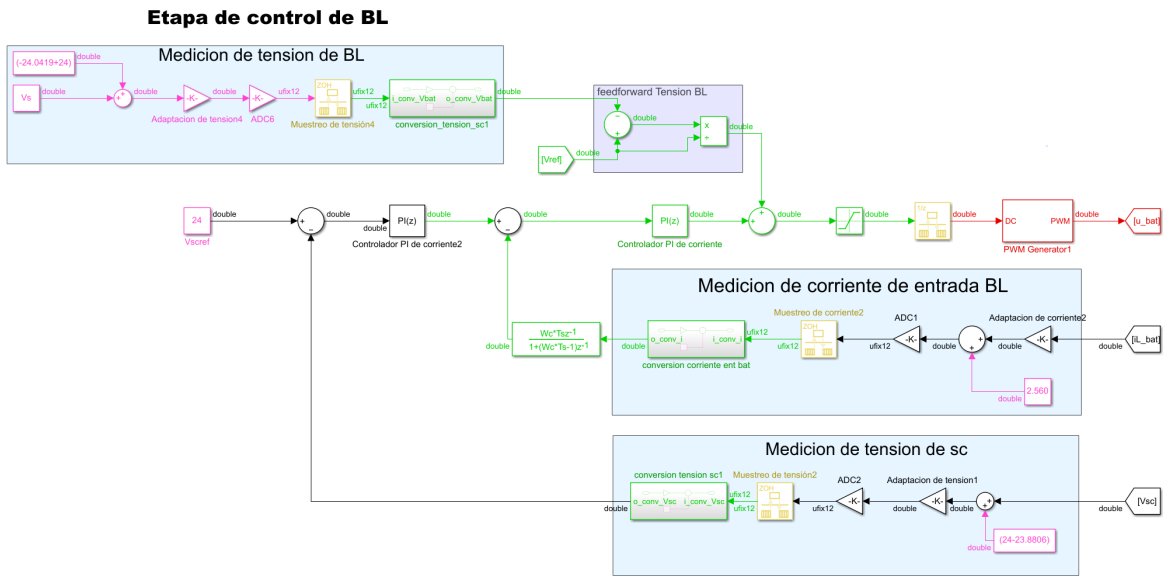 Etapa de control de BL
Medicion de tension de BL
(-24.0419+24)
double
Vs
double
double
-K-
Adaptacion de tension4
double
-K-
ADC6
ufix12
ZOH
Muestreo de tensión4
ufix12
ufix12
i_conv_Vbat
o_conv_Vbat
conversion_tension_sc1
double
feedforward Tension BL
double
x
÷
double
[Vref]
double
24
Vscref
double
double
double
PI(z)
Controlador PI de corriente2
double
double
PI(z)
Controlador PI de corriente
double
double
double
1/z
double
DC
PWM
PWM Generator1
double
[u_bat]
Medicion de corriente de entrada BL
Wc*Tsz-1
1+(Wc*Ts-1)z-1
double
double
o_conv_i
i_conv_i
conversion corriente ent bat
ufix12
ufix12
Muestreo de corriente2
ZOH
ADC1
-K-
ufix12
double
double
Adaptacion de corriente2
-K-
double
[iL_bat]
2.560
double
Medicion de tension de sc
conversion tension sc1
o_conv_Vsc
i_conv_Vsc
double
ufix12
ufix12
Muestreo de tensión2
ZOH
ADC2
-K-
ufix12
Adaptacion de tension1
-K-
double
double
double
[Vsc]
(24-23.8806)
double